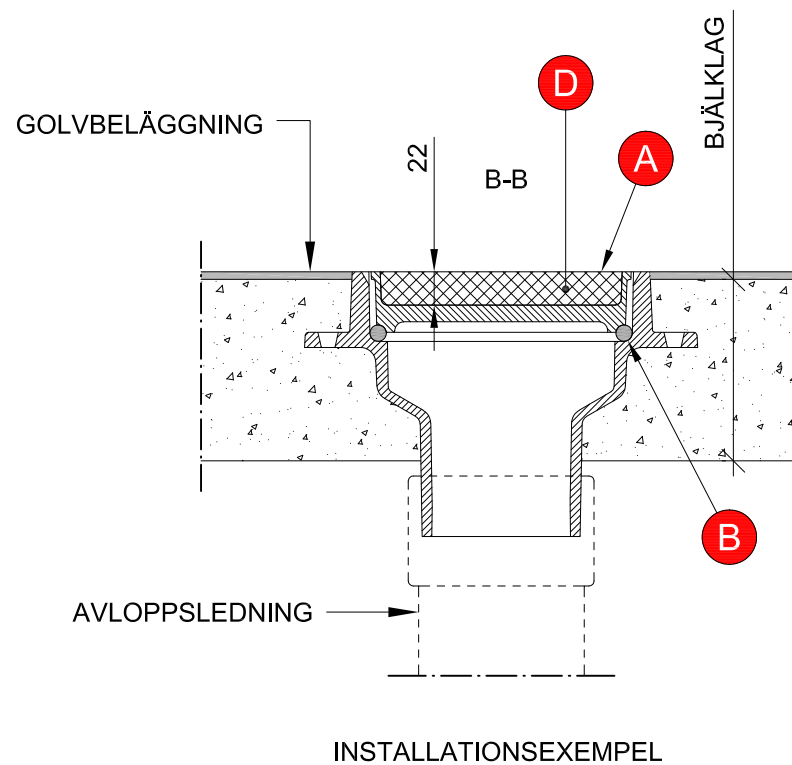 BJÄLKLAG
D
GOLVBELÄGGNING
22
A
B-B
B
AVLOPPSLEDNING
INSTALLATIONSEXEMPEL